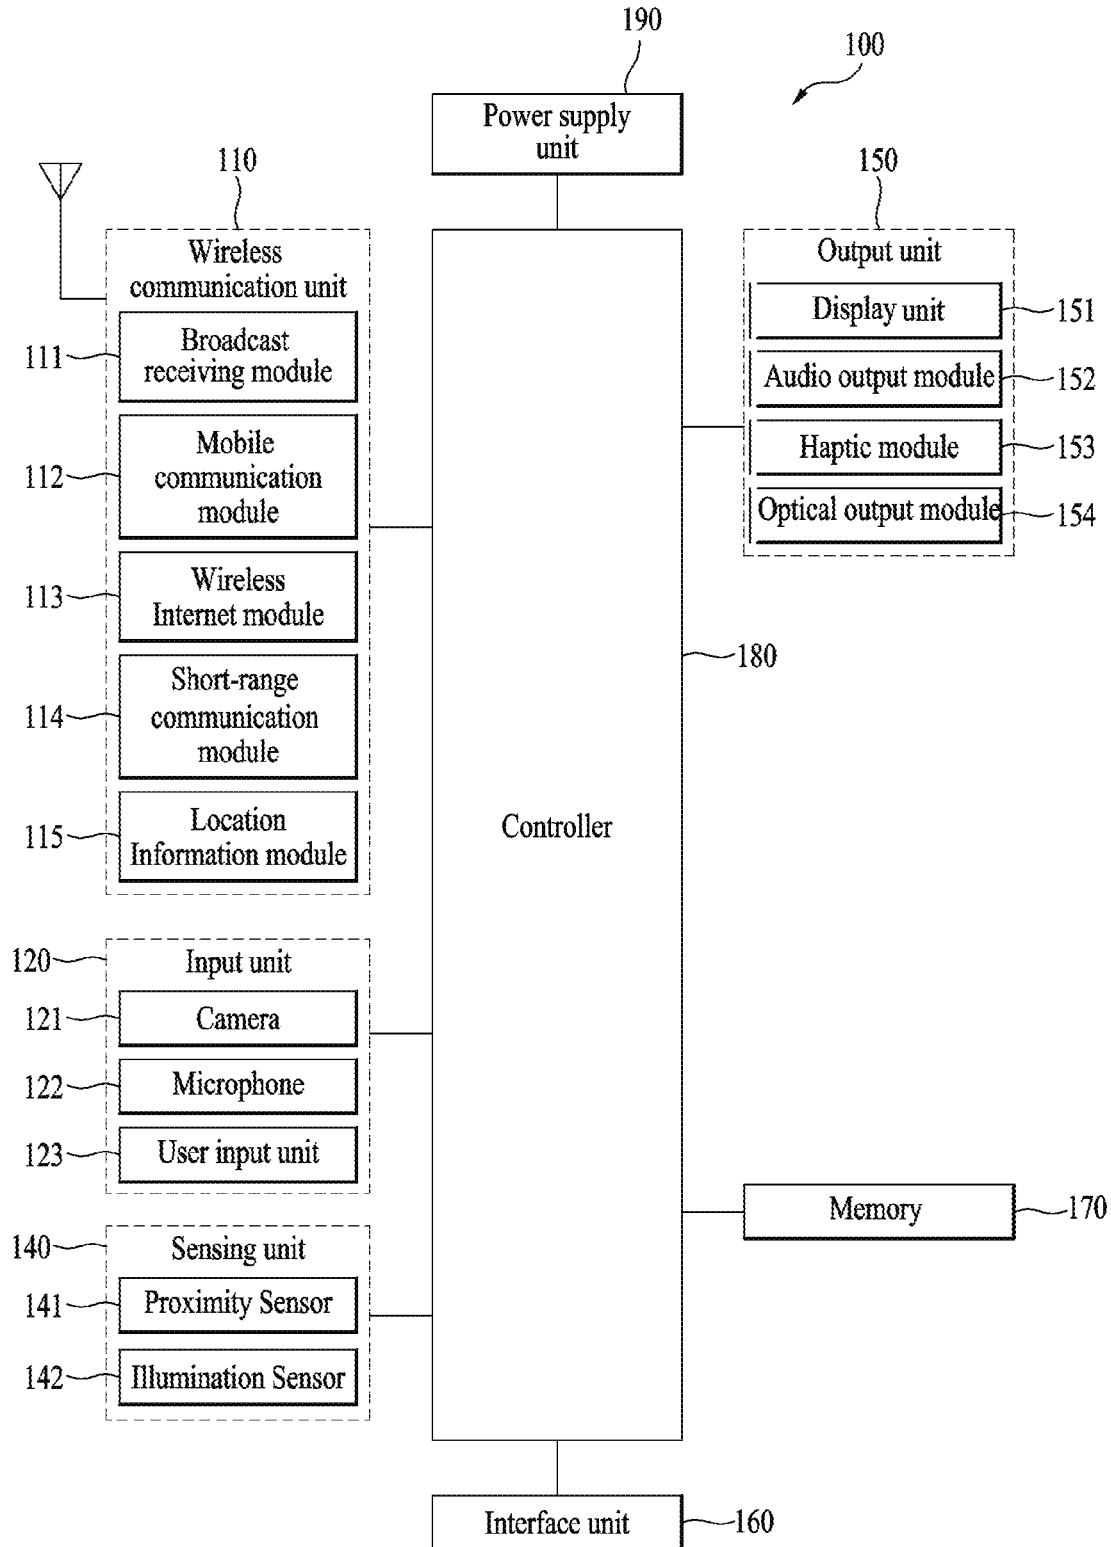 190
100
Power supply
unit
110
Wireless
communication unit
111
Broadcast
receiving module
112
Mobile
communication
module
113
Wireless
Internet module
114
Short-range
communication
module
115
Location
Information module
120
Input unit
121
Camera
122
Microphone
123
User input unit
140
Sensing unit
141
Proximity Sensor
142
Illumination Sensor
Controller
180
150
Output unit
Display unit
151
Audio output module
152
Haptic module
153
Optical output module
154
Memory
170
Interface unit
160